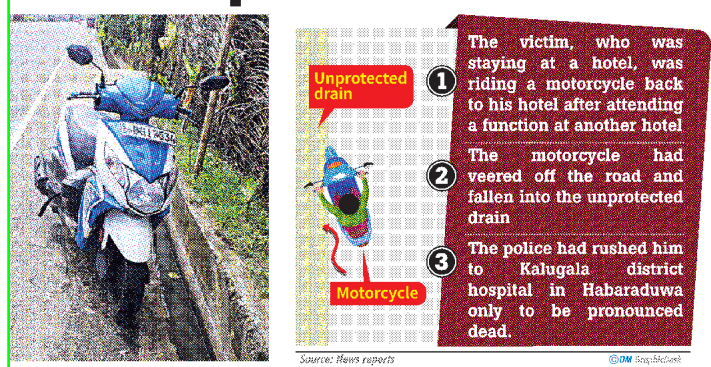 Unprotected
drain
Motorcycle
1
The victim, who was
staying at a hotel, was
riding a motorcycle back
to his hotel after attending
a function at another hotel
2
The motorcycle had
veered off the road and
fallen into the unprotected
drain
3
The police had rushed him
to Kalugala district
hospital in Habaraduwa
only to be pronounced
dead.
Source: News reports
©DM GraphicDesk